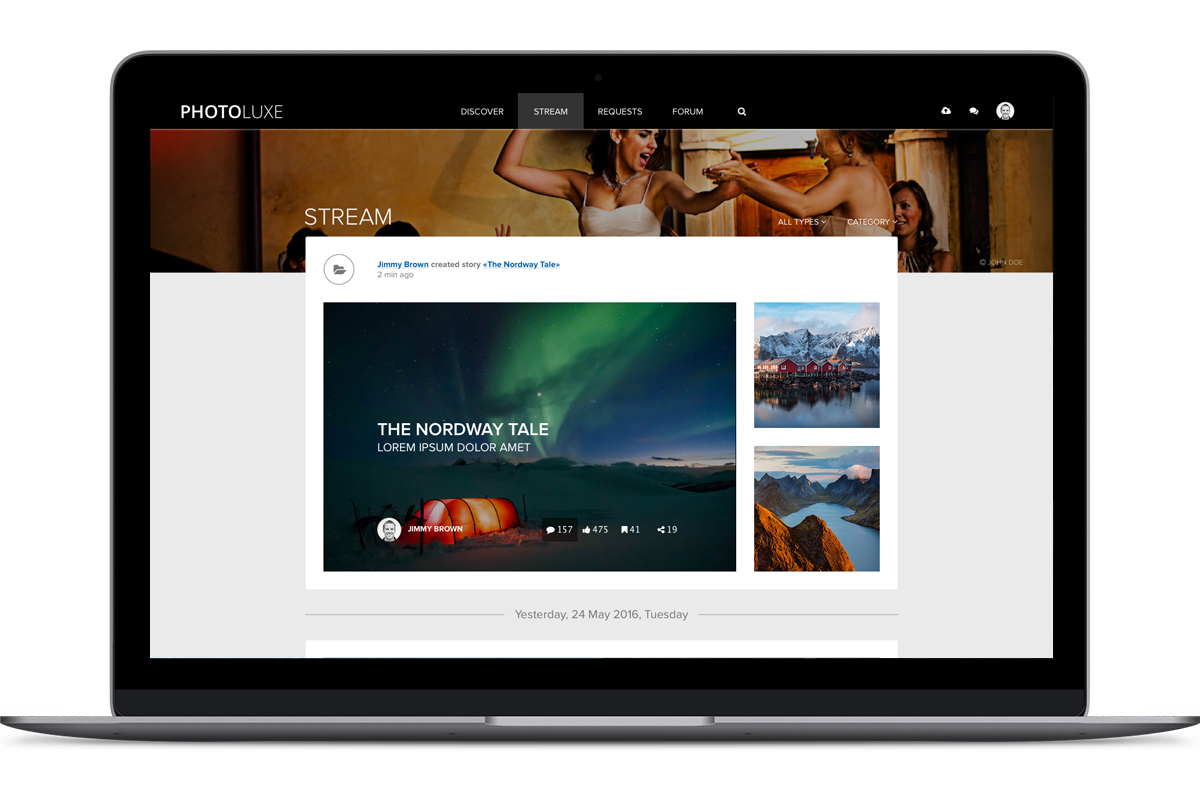 PHOTOLUXE
DISCOVER
STREAM
REQUESTS
FORUM
STREAM
ALL TYPES
CATEGORY
© JOHN DOE
Jimmy Brown created story «The Nordway Tale»
2 min ago
THE NORDWAY TALE
LOREM IPSUM DOLOR AMET
JIMMY BROWN
157
475
41
19
Yesterday, 24 May 2016, Tuesday